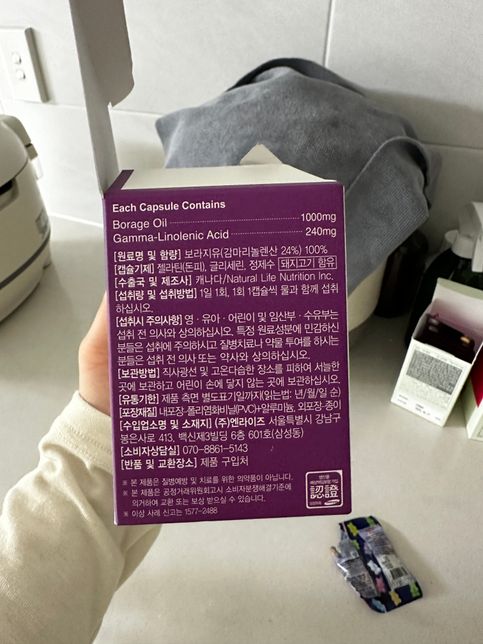 Each Capsule Contains
Borage Oil 1000mg
Gamma-Linolenic Acid 240mg
[원료명 및 함량] 보라지유(감마리놀렌산 24%) 100%
[캡슐기제] 젤라틴(돈피), 글리세린, 정제수 돼지고기 함유
[수출국 및 제조사] 캐나다/Natural Life Nutrition Inc.
[섭취량 및 섭취방법] 1일 1회, 1회 1캡슐씩 물과 함께 섭취
하십시오.
[섭취시 주의사항] 영·유아·어린이 및 임산부·수유부는
섭취 전 의사와 상의하십시오. 특정 원료성분에 민감하신
분들은 섭취에 주의하시고 질병치료나 약물 투여를 하시는
분들은 섭취 전 의사 또는 약사와 상의하십시오.
[보관방법] 직사광선 및 고온다습한 장소를 피하여 서늘한
곳에 보관하고 어린이 손에 닿지 않는 곳에 보관하십시오.
[유통기한] 제품 측면 별도표기일까지(읽는법: 년/월/일 순)
[포장재질] 내포장-폴리염화비닐(PVC)+알루미늄, 외포장-종이
[수입업소명 및 소재지] (주)엔라이즈 서울특별시 강남구
봉은사로 413, 백신제3빌딩 6층 601호(삼성동)
[소비자상담실] 070-8861-5143
[반품 및 교환장소] 제품 구입처
※ 본 제품은 질병예방 및 치료를 위한 의약품이 아닙니다.
※ 본 제품은 공정거래위원회고시 소비자분쟁해결기준에
의거하여 교환 또는 보상 받으실 수 있습니다.
※ 이상 사례 신고는 1577-2488
認證